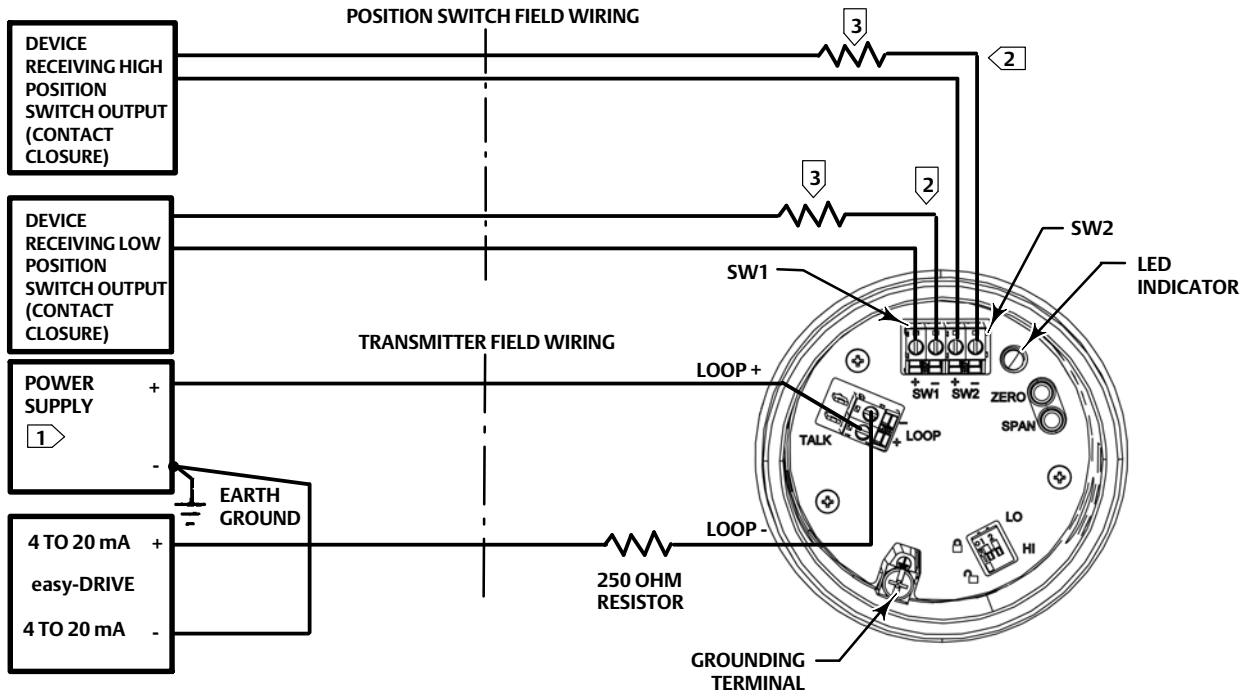 POSITION SWITCH FIELD WIRING
3
2
DEVICE
RECEIVING HIGH
POSITION
SWITCH OUTPUT
(CONTACT
CLOSURE)
3
2
DEVICE
RECEIVING LOW
POSITION
SWITCH OUTPUT
(CONTACT
CLOSURE)
SW2
SW1
LED
INDICATOR
TRANSMITTER FIELD WIRING
POWER
SUPPLY
1
+
-
LOOP +
+ - + -
SW1 SW2
ZERO
SPAN
TALK
-
LOOP
+
EARTH
GROUND
LOOP -
4 TO 20 mA +
easy-DRIVE
4 TO 20 mA -
250 OHM
RESISTOR
LO
1 2
HI
GROUNDING
TERMINAL